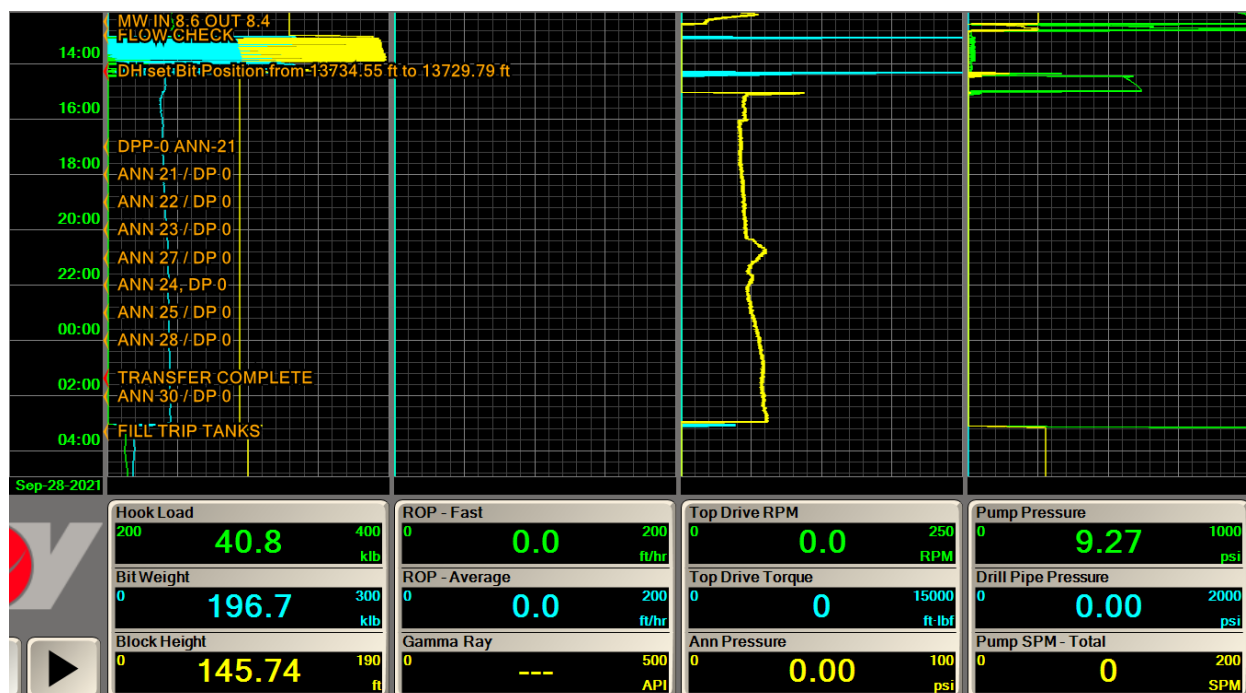 MW IN 8.6 OUT 8.4
FLOW CHECK
14:00
DH set Bit Position from 13734.55 ft to 13729.79 ft
16:00
DPP-0 ANN-21
18:00
ANN 21 / DP 0
ANN 22 / DP 0
20:00
ANN 23 / DP 0
ANN 27 / DP 0
22:00
ANN 24, DP 0
ANN 25 / DP 0
00:00
ANN 28 / DP 0
TRANSFER COMPLETE
02:00
ANN 30 / DP 0
FILL TRIP TANKS
04:00
Sep-28-2021
Hook Load
200 40.8 400
klb
Bit Weight
0 196.7 300
klb
Block Height
0 145.74 190
ft
ROP - Fast
0 0.0 200
ft/hr
ROP - Average
0 0.0 200
ft/hr
Gamma Ray
0 --- 500
API
Top Drive RPM
0 0.0 250
RPM
Top Drive Torque
0 0 15000
ft-lbf
Ann Pressure
0 0.00 100
psi
Pump Pressure
0 9.27 1000
psi
Drill Pipe Pressure
0 0.00 2000
psi
Pump SPM - Total
0 0 200
SPM